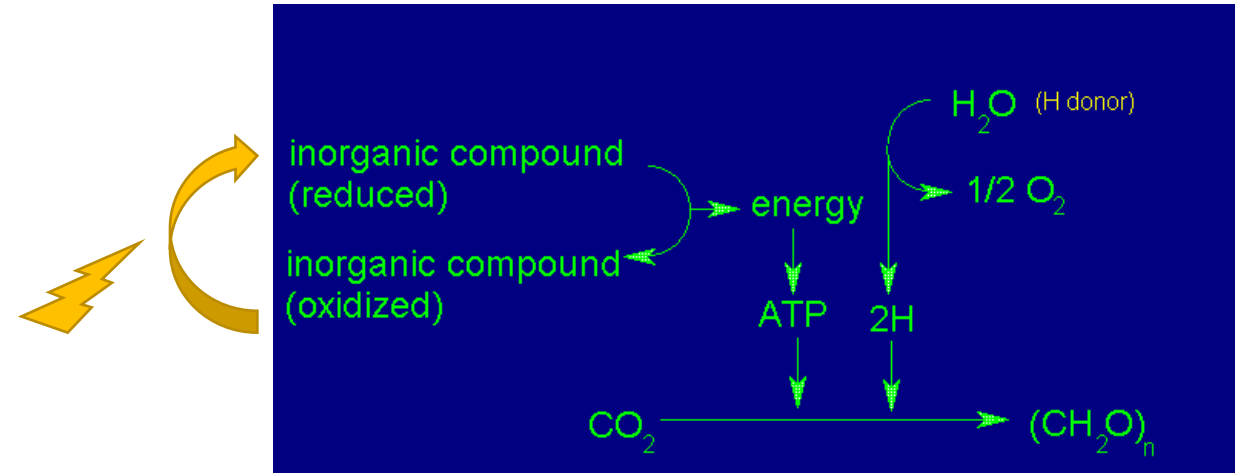 H₂O (H donor)
inorganic compound
(reduced)
1/2 O₂
energy
inorganic compound
(oxidized)
ATP
2H
CO₂
(CH₂O)ₙ